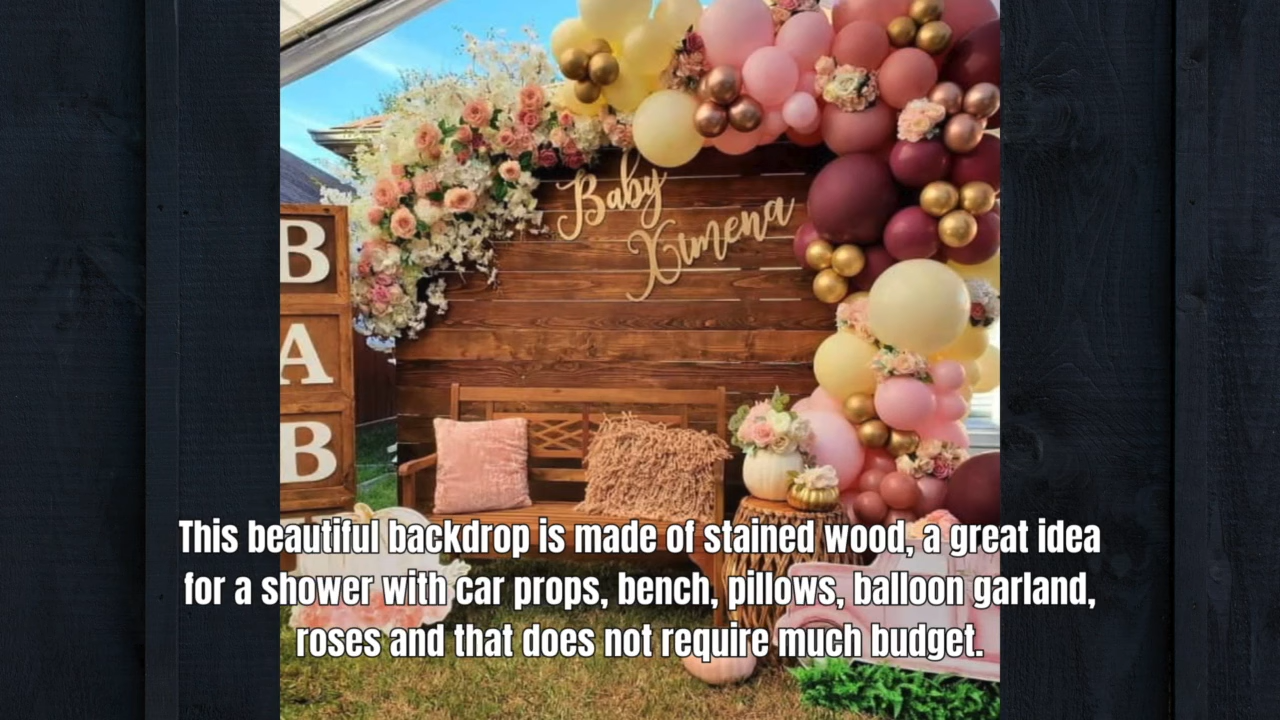 Baby
Ximena
B
A
B
This beautiful backdrop is made of stained wood, a great idea
for a shower with car props, bench, pillows, balloon garland,
roses and that does not require much budget.